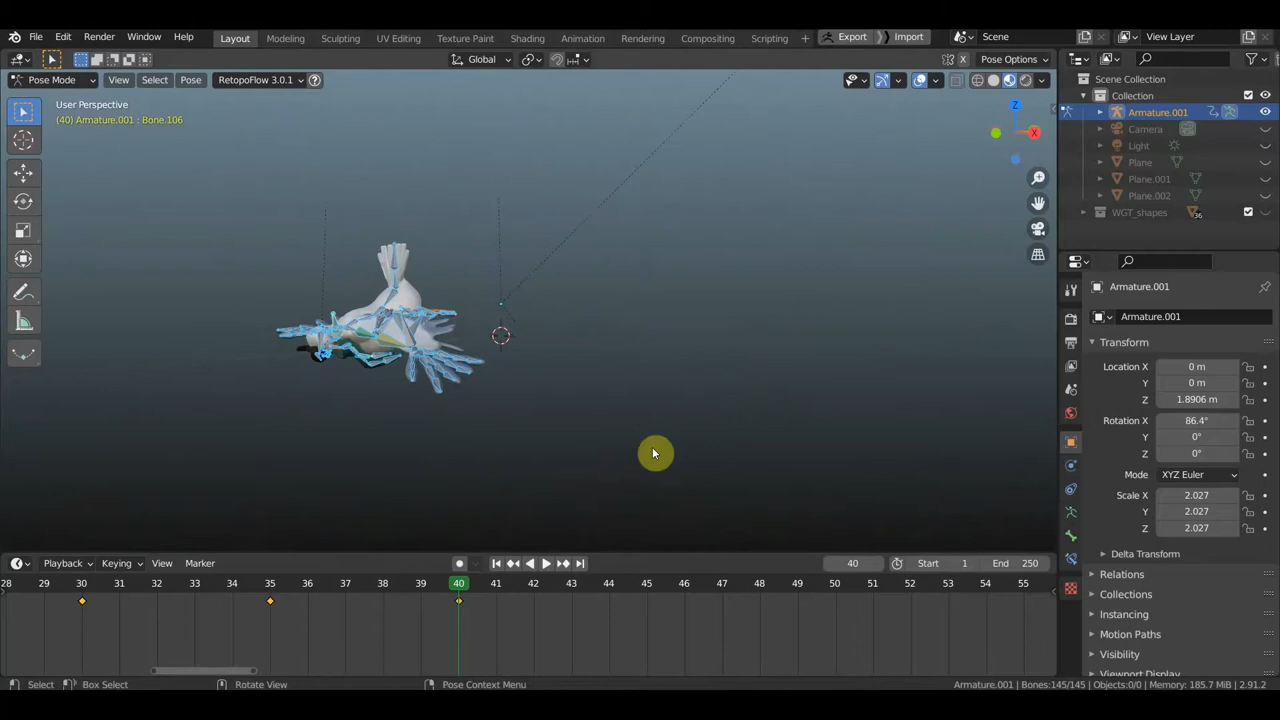 File Edit Render Window Help Layout Modeling Sculpting UV Editing Texture Paint Shading Animation Rendering Compositing Scripting + Export Import Scene View Layer
Global X Pose Options
Pose Mode View Select Pose RetopoFlow 3.0.1
Scene Collection
Collection
Armature.001
Camera
Light
Plane
Plane.001
Plane.002
WGT_shapes 36
User Perspective
(40) Armature.001 : Bone.106
Z
X
Armature.001
Armature.001
Transform
Location X 0 m
Y 0 m
Z 1.8906 m
Rotation X 86.4°
Y 0°
Z 0°
Mode XYZ Euler
Scale X 2.027
Y 2.027
Z 2.027
Delta Transform
Relations
Collections
Instancing
Motion Paths
Visibility
Viewport Display
Playback Keying View Marker 40 Start 1 End 250
28 30 31 32 33 34 35 36 37 38 39 40 41 42 43 44 45 46 47 48 49 50 51 52 53 54 55
Select Box Select Rotate View Pose Context Menu Armature.001 | Bones:145/145 | Objects:0/0 | Memory: 185.7 MiB | 2.91.2